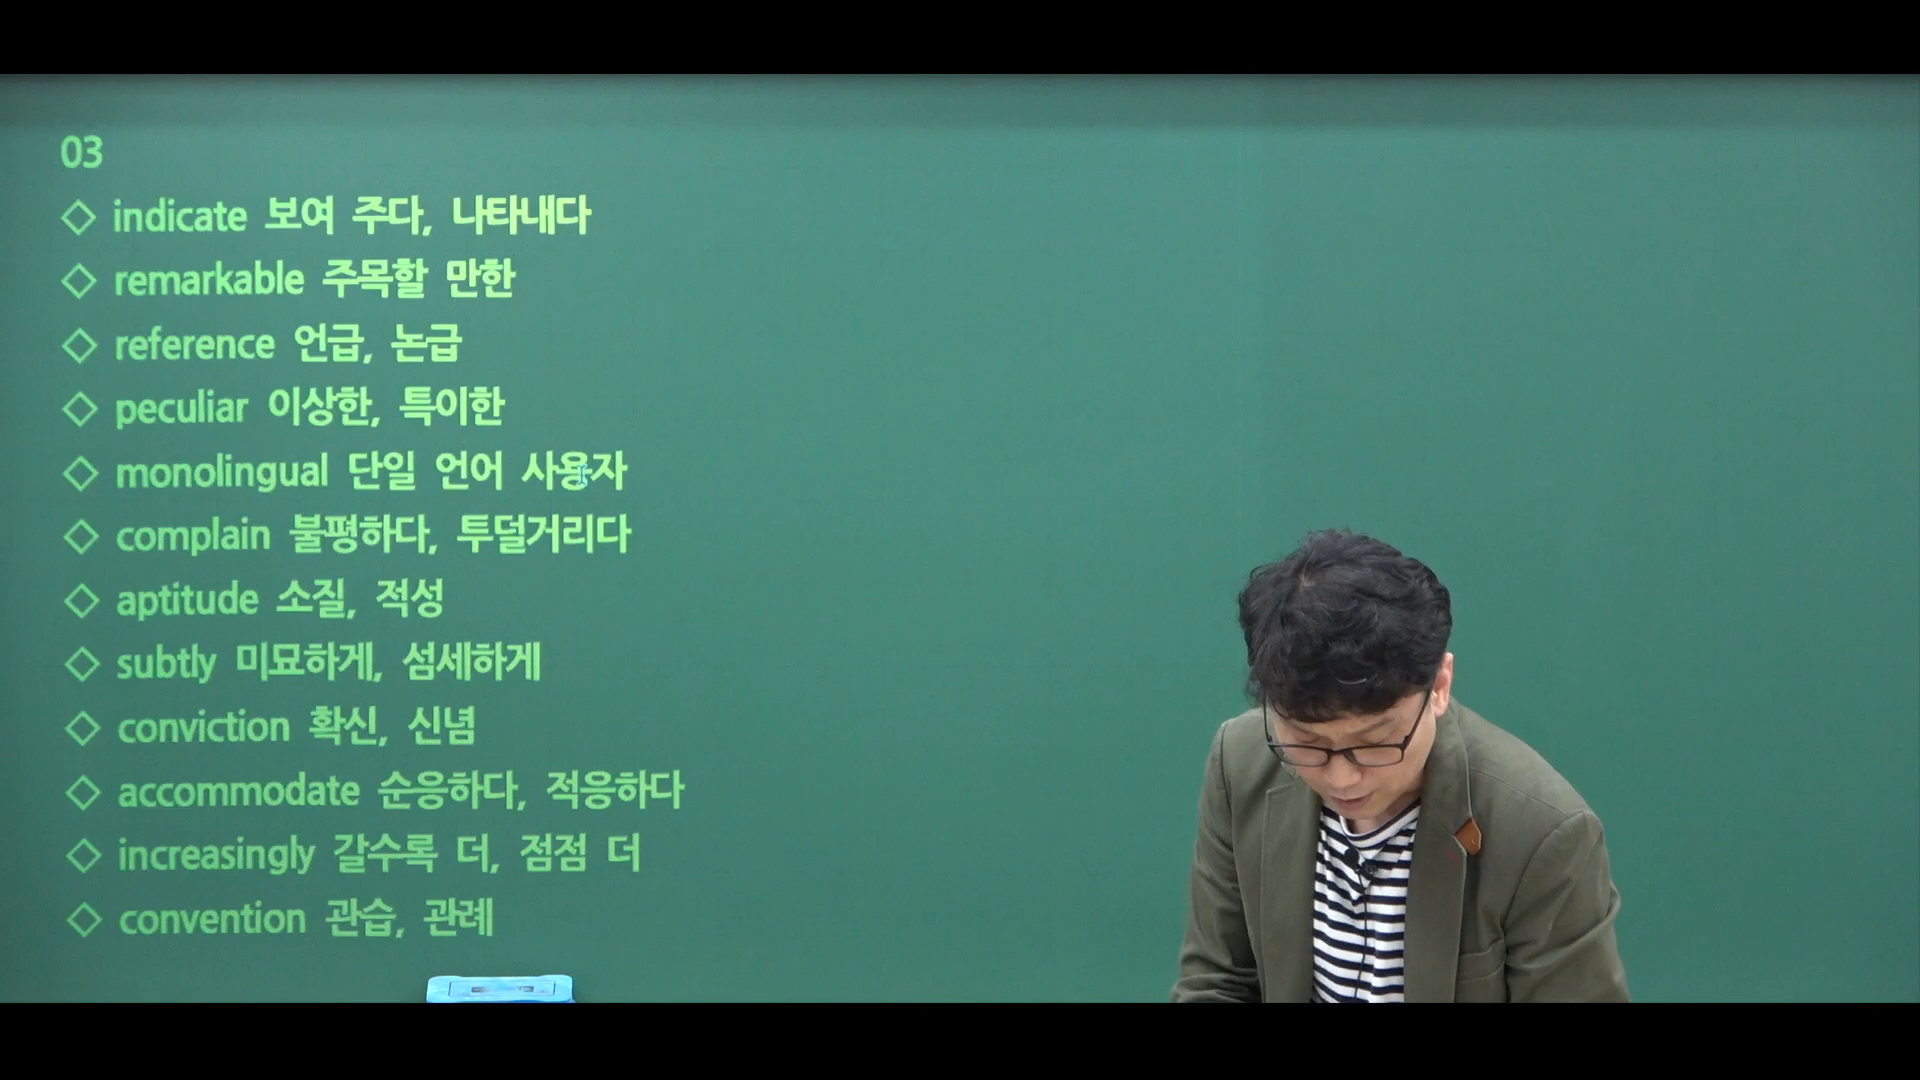 03
◇ indicate 보여 주다, 나타내다
◇ remarkable 주목할 만한
◇ reference 언급, 논급
◇ peculiar 이상한, 특이한
◇ monolingual 단일 언어 사용자
◇ complain 불평하다, 투덜거리다
◇ aptitude 소질, 적성
◇ subtly 미묘하게, 섬세하게
◇ conviction 확신, 신념
◇ accommodate 순응하다, 적응하다
◇ increasingly 갈수록 더, 점점 더
◇ convention 관습, 관례